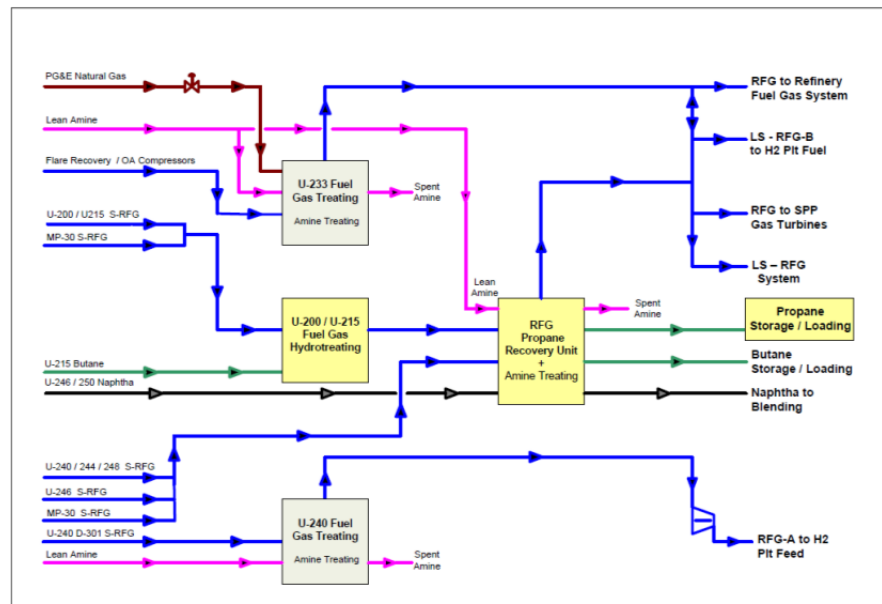 PG&E Natural Gas
RFG to Refinery
Fuel Gas System
Lean Amine
LS - RFG-B
to H2 Plt Fuel
Flare Recovery / OA Compressors
U-233 Fuel
Gas Treating
Amine Treating
Spent
Amine
U-200 / U215 S-RFG
RFG to SPP
Gas Turbines
MP-30 S-RFG
LS – RFG
System
Lean
Amine
Spent
Amine
U-200 / U-215
Fuel Gas
Hydrotreating
RFG
Propane
Recovery Unit
+
Amine Treating
Propane
Storage / Loading
U-215 Butane
Butane
Storage / Loading
U-246 / 250 Naphtha
Naphtha to
Blending
U-240 / 244 / 248 S-RFG
U-246 S-RFG
MP-30 S-RFG
U-240 D-301 S-RFG
U-240 Fuel
Gas Treating
Amine Treating
Lean Amine
Spent
Amine
RFG-A to H2
Plt Feed